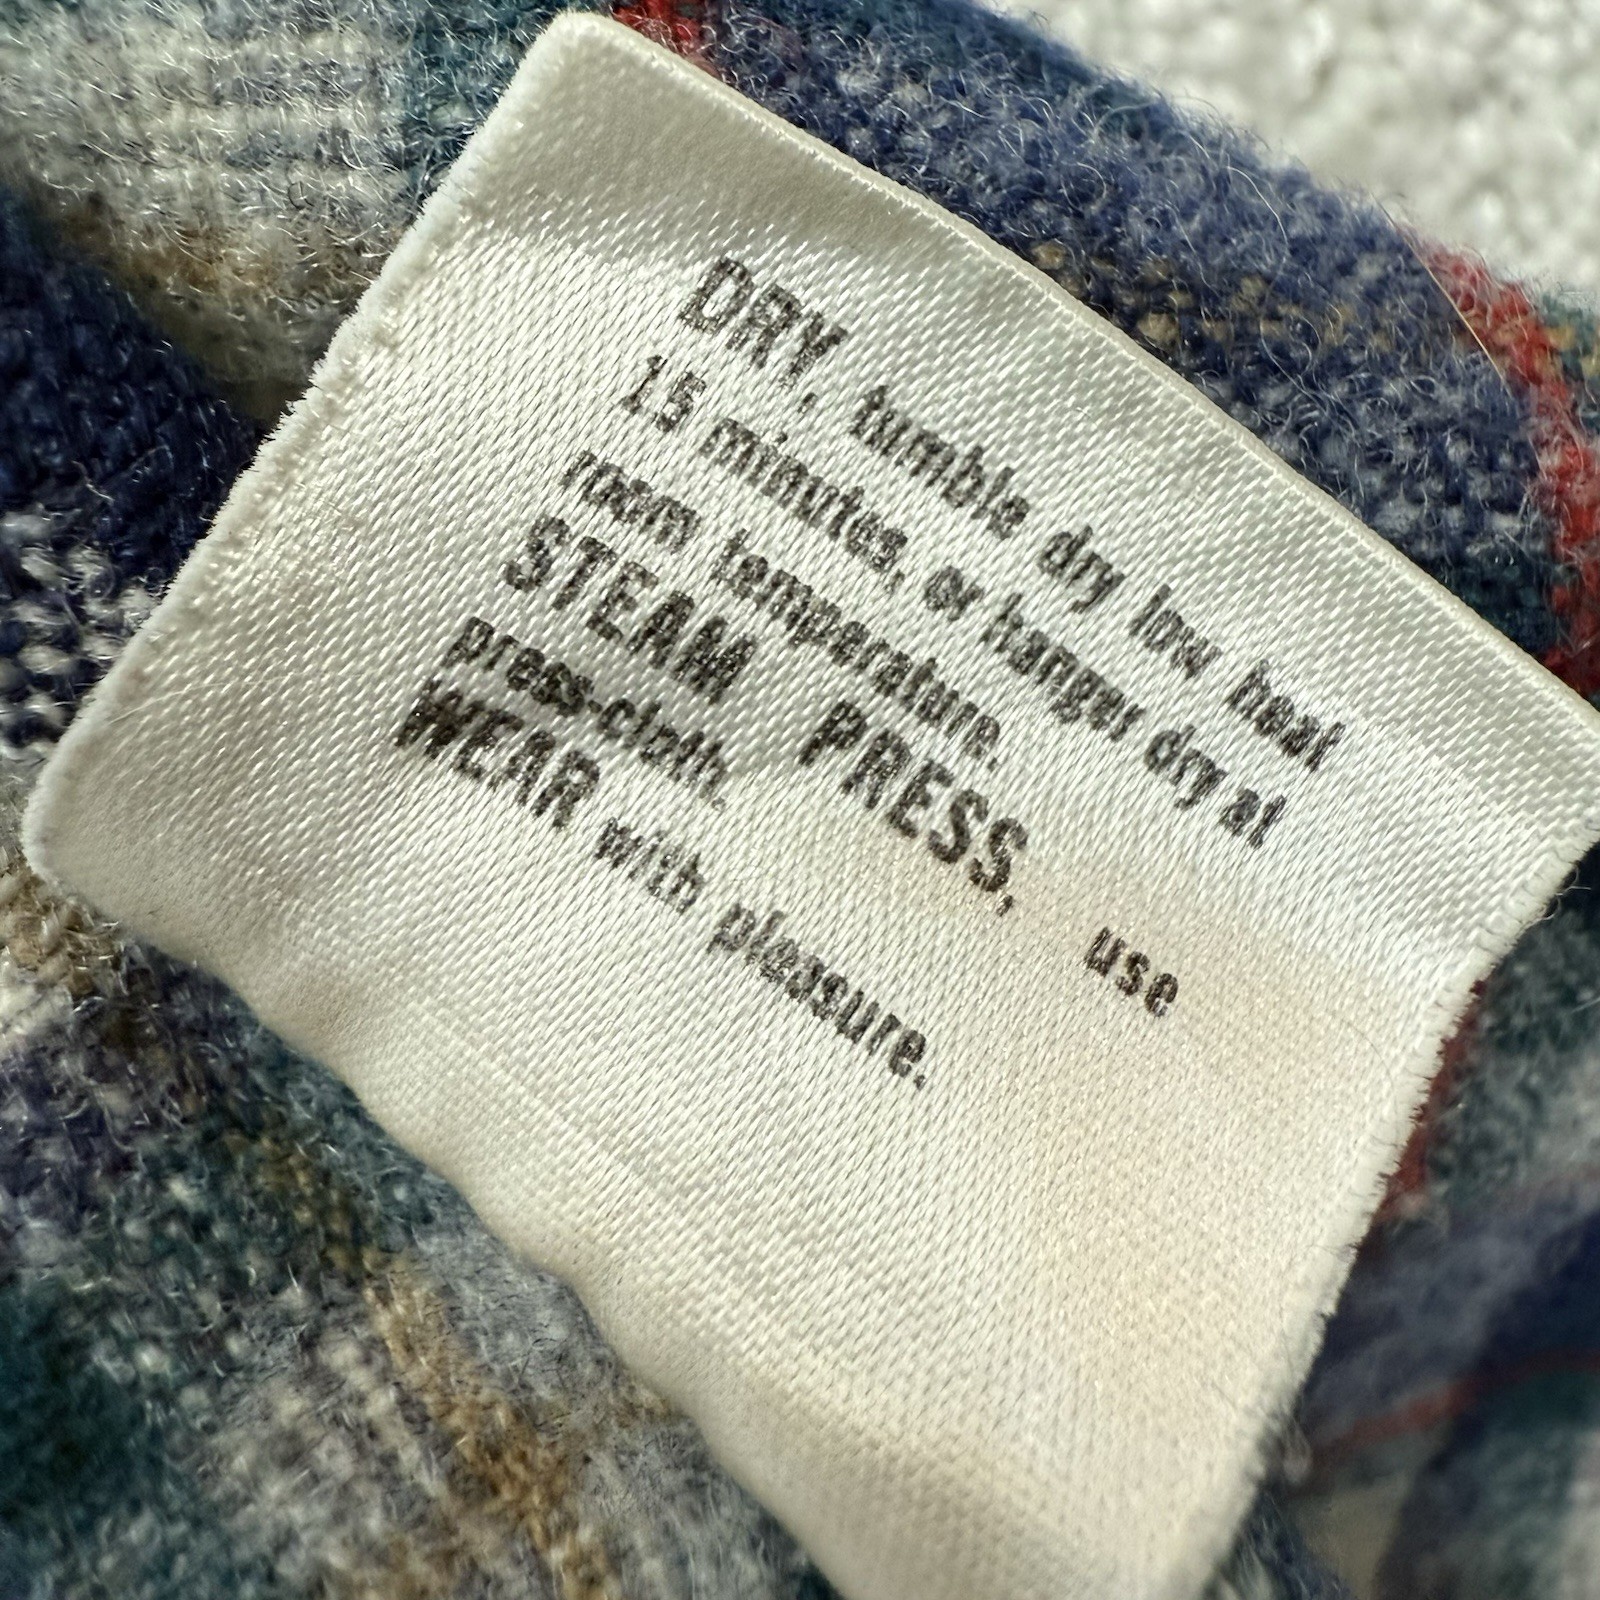 DRY, tumble dry low heat
15 minutes, or hanger dry at
room temperature.
STEAM PRESS, use
press-cloth.
WEAR with pleasure.